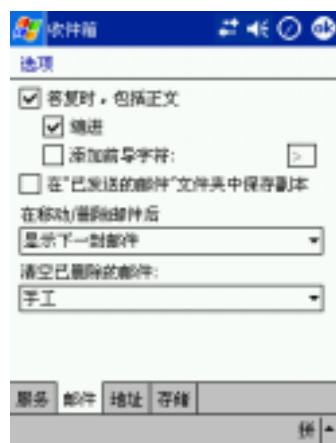 收件箱
ok
选项
答复时，包括正文
缩进
添加前导字符:
>
在"已发送的邮件"文件夹中保存副本
在移动/删除邮件后
显示下一封邮件
清空已删除的邮件:
手工
服务 邮件 地址 存储
拼